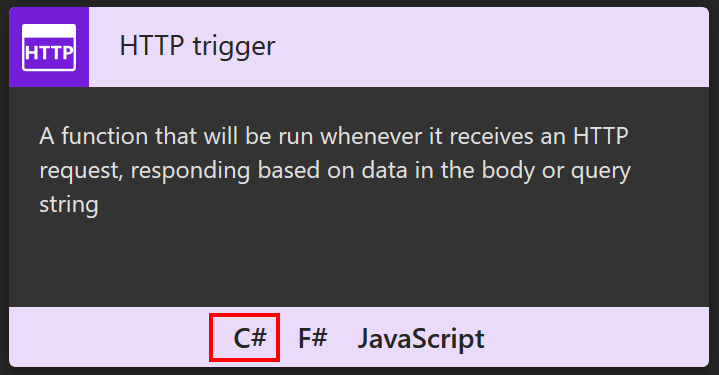 HTTP
HTTP trigger
A function that will be run whenever it receives an HTTP
request, responding based on data in the body or query
string
C# F# JavaScript